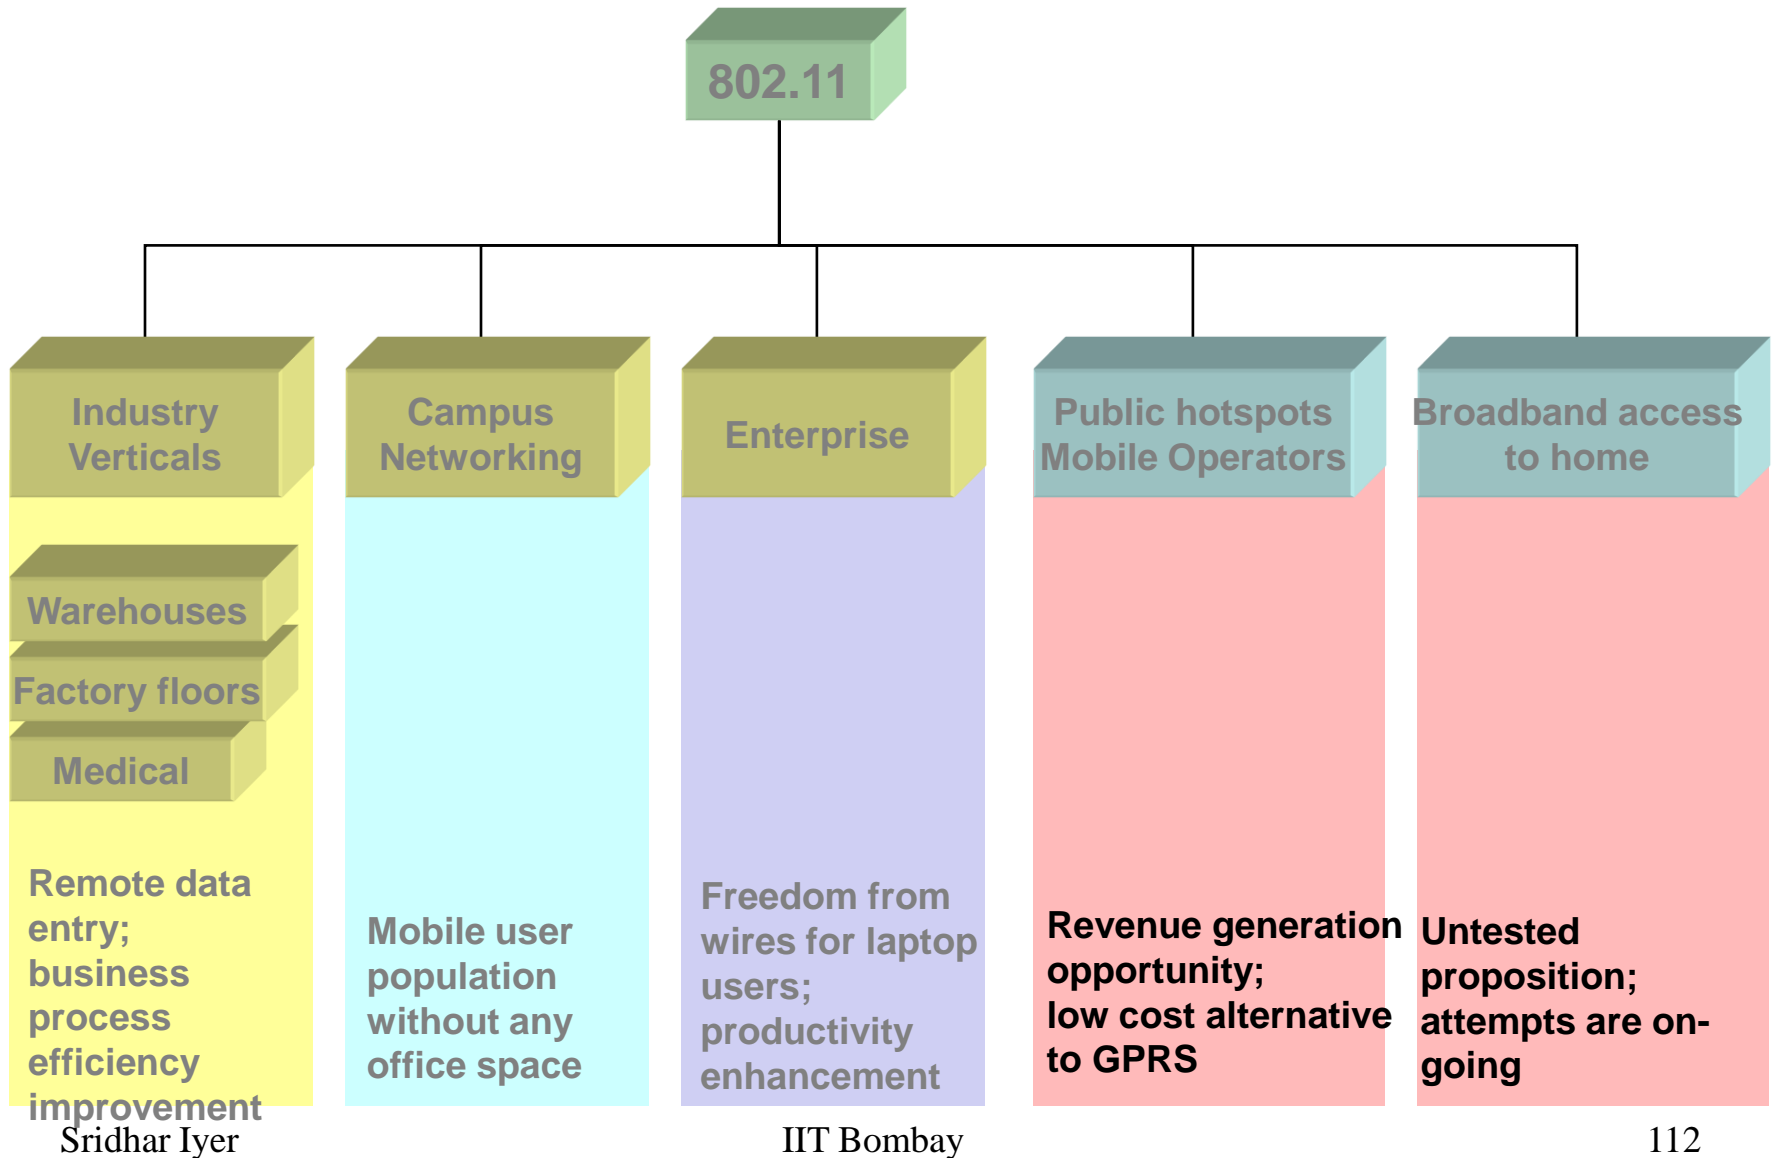 802.11
Industry
Verticals
Campus
Networking
Enterprise
Public hotspots
Mobile Operators
Broadband access
to home
Warehouses
Factory floors
Medical
Remote data
entry;
business
process
efficiency
improvement
Mobile user
population
without any
office space
Freedom from
wires for laptop
users;
productivity
enhancement
Revenue generation
opportunity;
low cost alternative
to GPRS
Untested
proposition;
attempts are on-
going
Sridhar Iyer
IIT Bombay
112